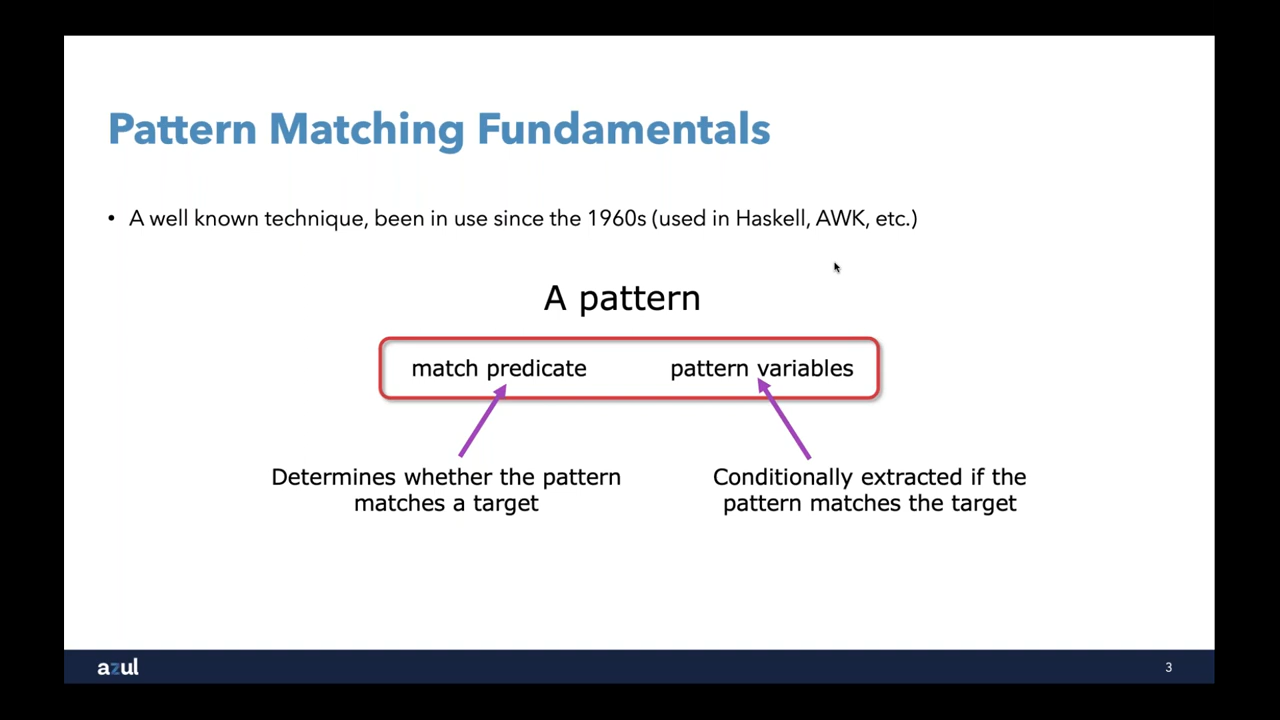 Pattern Matching Fundamentals
• A well known technique, been in use since the 1960s (used in Haskell, AWK, etc.)
A pattern
match predicate pattern variables
Determines whether the pattern
matches a target
Conditionally extracted if the
pattern matches the target
azul
3